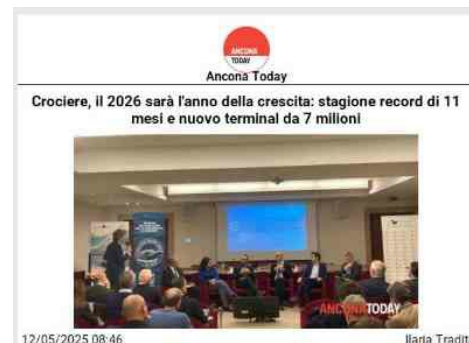 ANCONA
TODAY
Ancona Today
Crociere, il 2026 sarà l'anno della crescita: stagione record di 11
mesi e nuovo terminal da 7 milioni
ANCONATODAY
12/05/2025 08:46
Ilaria Tradit